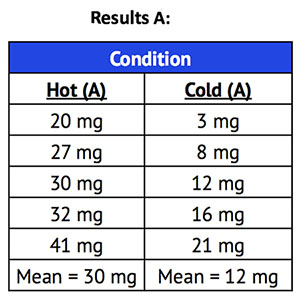 Results A:
Condition
Hot (A) Cold (A)
20 mg 3 mg
27 mg 8 mg
30 mg 12 mg
32 mg 16 mg
41 mg 21 mg
Mean = 30 mg Mean = 12 mg